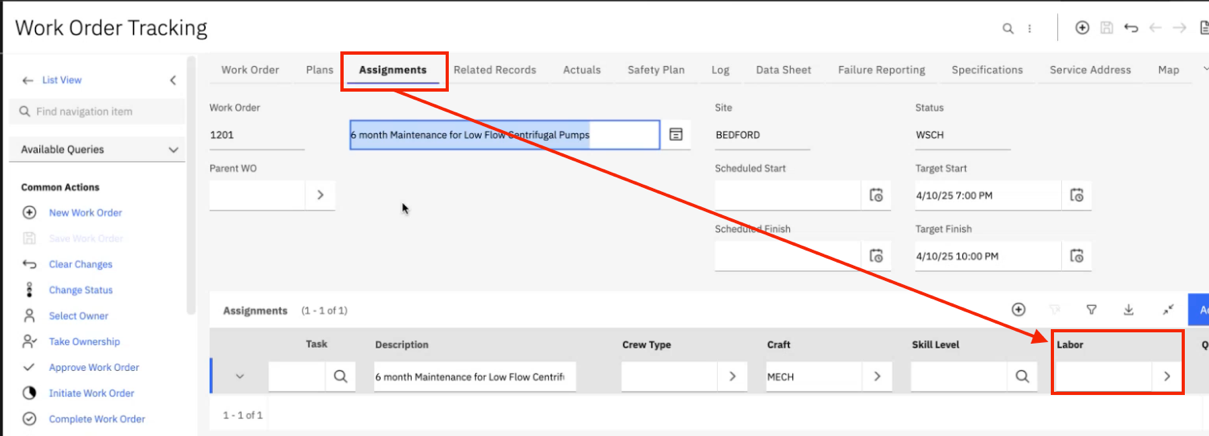 Work Order Tracking
List View
Find navigation item
Available Queries
Common Actions
New Work Order
Save Work Order
Clear Changes
Change Status
Select Owner
Take Ownership
Approve Work Order
Initiate Work Order
Complete Work Order
Work Order Plans Assignments Related Records Actuals Safety Plan Log Data Sheet Failure Reporting Specifications Service Address Map
Work Order Site Status
1201 6 month Maintenance for Low Flow Centrifugal Pumps BEDFORD WSCH
Parent WO Scheduled Start Target Start
4/10/25 7:00 PM
Scheduled Finish Target Finish
4/10/25 10:00 PM
Assignments (1 - 1 of 1)
Task Description Crew Type Craft Skill Level Labor
6 month Maintenance for Low Flow Centrif MECH
1 - 1 of 1